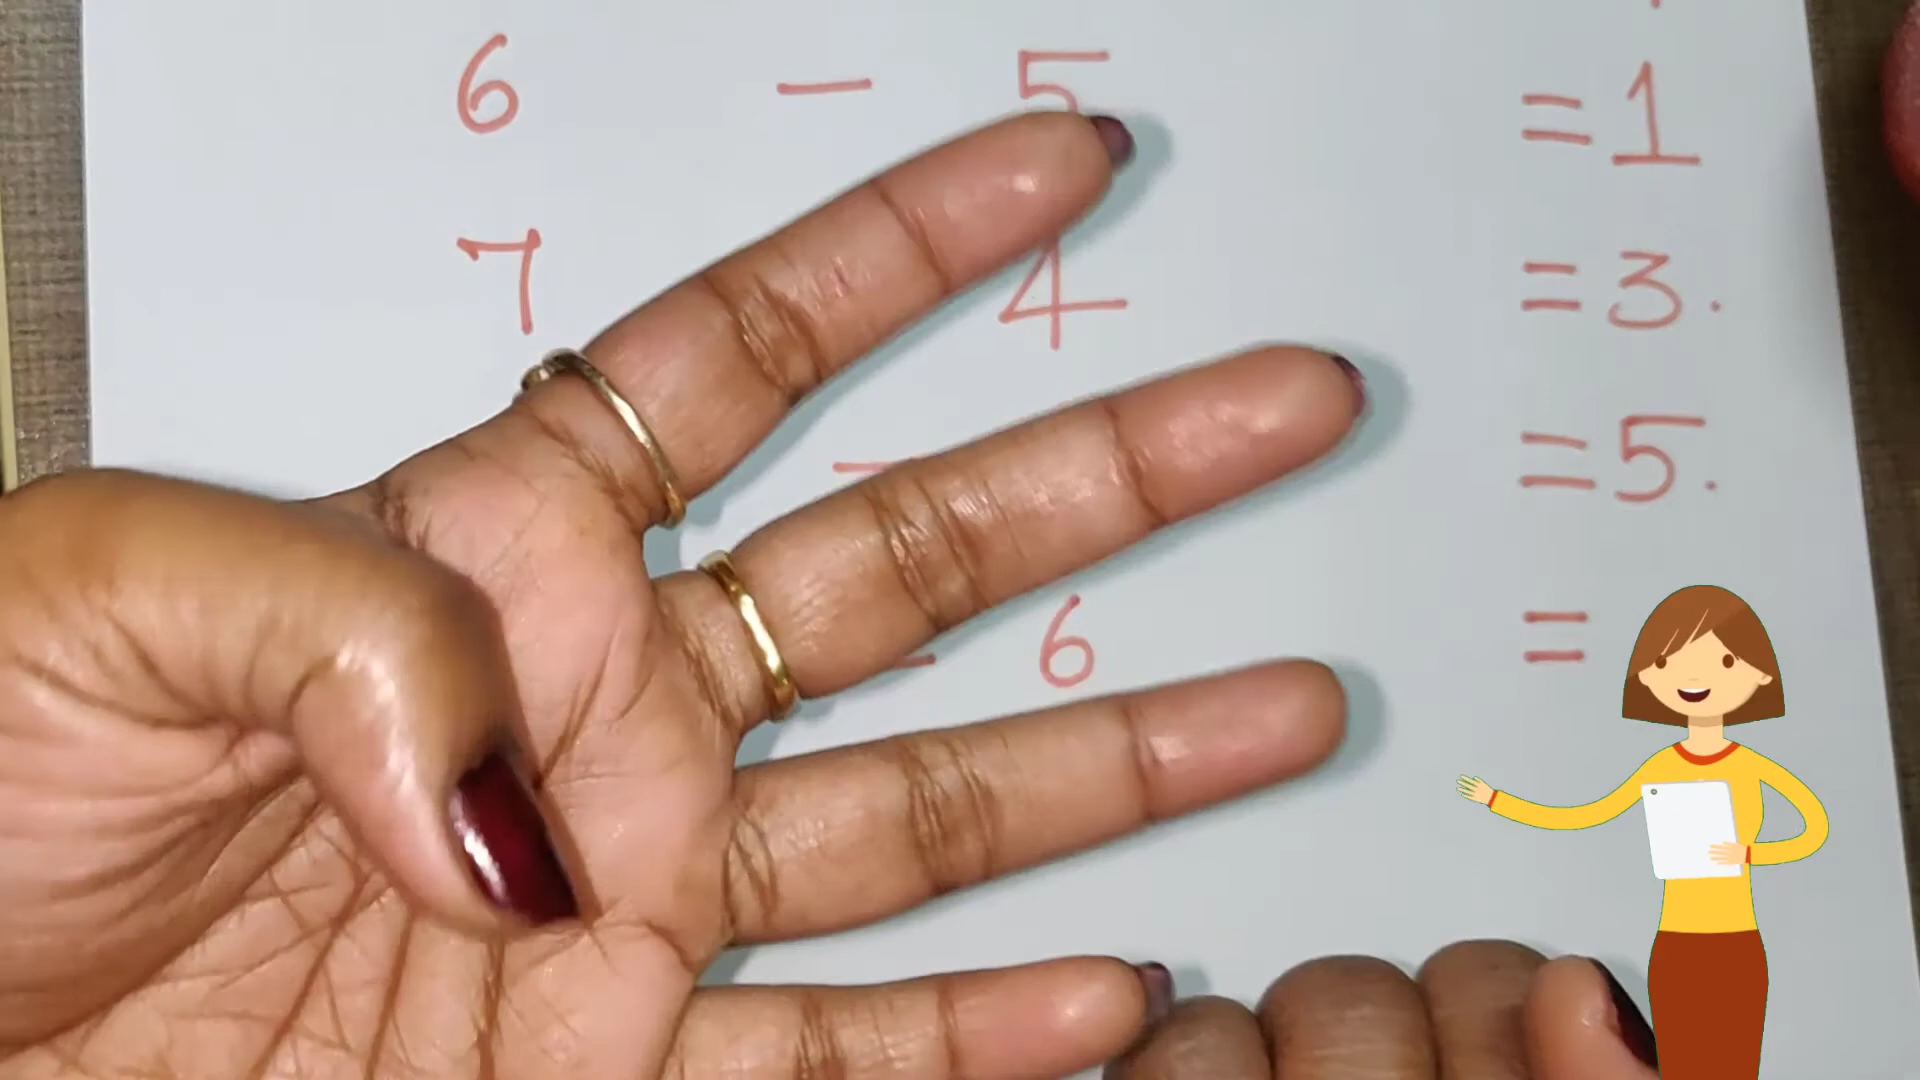 6 - 5 = 1
7 4 = 3.
- = 5.
- 6 =